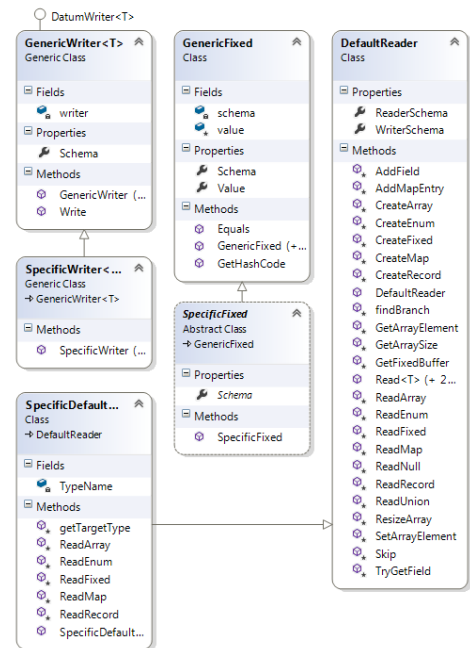 DatumWriter<T>
GenericWriter<T>
Generic Class
Fields
writer
Properties
Schema
Methods
GenericWriter (...
Write
SpecificWriter<...
Generic Class
GenericWriter<T>
Methods
SpecificWriter (...
SpecificDefault...
Class
DefaultReader
Fields
TypeName
Methods
getTargetType
ReadArray
ReadEnum
ReadFixed
ReadMap
ReadRecord
SpecificDefault...
GenericFixed
Class
Fields
schema
value
Properties
Schema
Value
Methods
Equals
GenericFixed (+...
GetHashCode
SpecificFixed
Abstract Class
GenericFixed
Properties
Schema
Methods
SpecificFixed
DefaultReader
Class
Properties
ReaderSchema
WriterSchema
Methods
AddField
AddMapEntry
CreateArray
CreateEnum
CreateFixed
CreateMap
CreateRecord
DefaultReader
findBranch
GetArrayElement
GetArraySize
GetFixedBuffer
Read<T> (+ 2...
ReadArray
ReadEnum
ReadFixed
ReadMap
ReadNull
ReadRecord
ReadUnion
ResizeArray
SetArrayElement
Skip
TryGetField